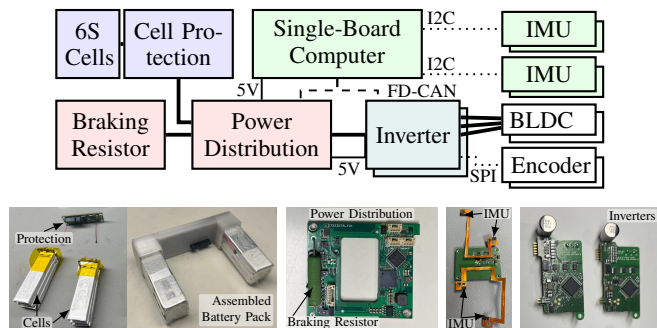 6S
Cells
Cell Pro-
tection
Single-Board
Computer
I2C
IMU
I2C
IMU
5V
FD-CAN
Braking
Resistor
Power
Distribution
Inverter
BLDC
5V
SPI
Encoder
Protection
Cells
Assembled
Battery Pack
Power Distribution
Braking Resistor
IMU
IMU
Inverters